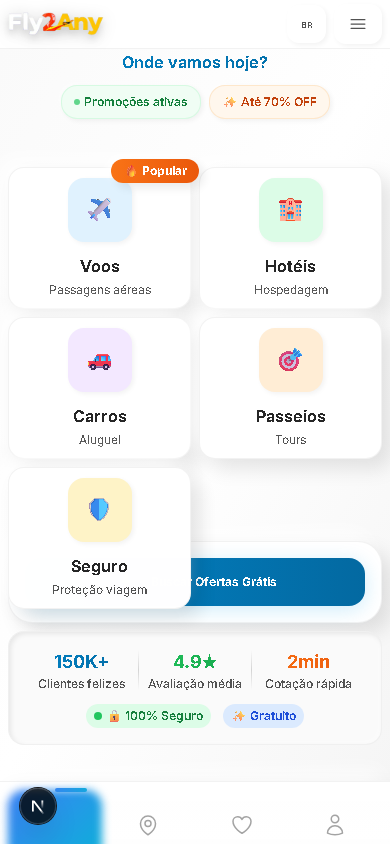 Fly2Any
BR
Onde vamos hoje?
Promoções ativas
Até 70% OFF
Popular
Voos
Passagens aéreas
Hotéis
Hospedagem
Carros
Aluguel
Passeios
Tours
Seguro
Proteção viagem
Ofertas Grátis
150K+
Clientes felizes
4.9★
Avaliação média
2min
Cotação rápida
100% Seguro
Gratuito
N